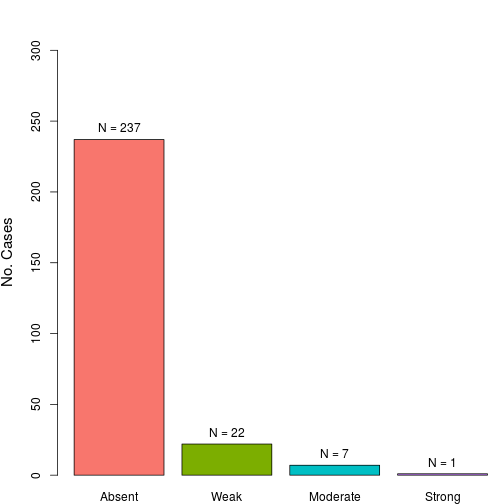 No. Cases
300
250
200
150
100
50
0
N = 237
N = 22
N = 7
N = 1
Absent
Weak
Moderate
Strong